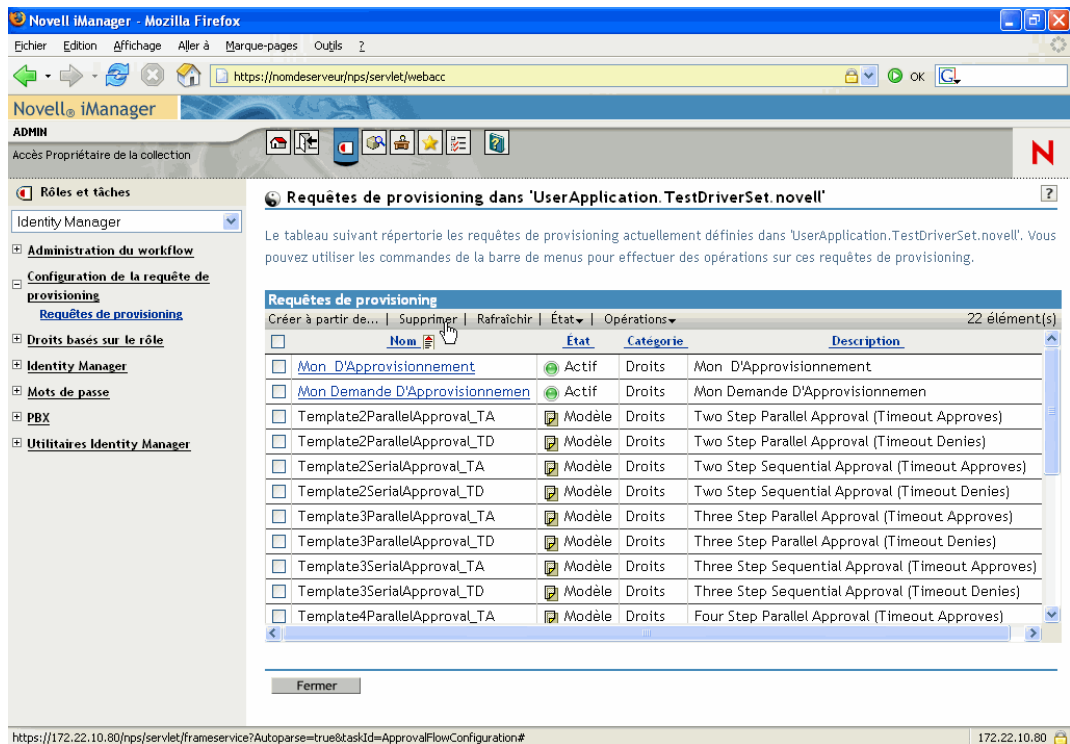 Novell iManager - Mozilla Firefox
Fichier Edition Affichage Aller à Marque-pages Outils ?
https://nomdeserveur/nps/servlet/webacc OK G
Novell® iManager
ADMIN
Accès Propriétaire de la collection
N
Rôles et tâches
Identity Manager
Administration du workflow
Configuration de la requête de
provisioning
Requêtes de provisioning
Droits basés sur le rôle
Identity Manager
Mots de passe
PBX
Utilitaires Identity Manager
Requêtes de provisioning dans 'UserApplication.TestDriverSet.novell' ?
Le tableau suivant répertorie les requêtes de provisioning actuellement définies dans 'UserApplication.TestDriverSet.novell'. Vous
pouvez utiliser les commandes de la barre de menus pour effectuer des opérations sur ces requêtes de provisioning.
Requêtes de provisioning
Créer à partir de... | Supprimer | Rafraîchir | État | Opérations 22 élément(s)
Nom État Catégorie Description
Mon D'Approvisionnement Actif Droits Mon D'Approvisionnement
Mon Demande D'Approvisionnemen Actif Droits Mon Demande D'Approvisionnemen
Template2ParallelApproval_TA Modèle Droits Two Step Parallel Approval (Timeout Approves)
Template2ParallelApproval_TD Modèle Droits Two Step Parallel Approval (Timeout Denies)
Template2SerialApproval_TA Modèle Droits Two Step Sequential Approval (Timeout Approves)
Template2SerialApproval_TD Modèle Droits Two Step Sequential Approval (Timeout Denies)
Template3ParallelApproval_TA Modèle Droits Three Step Parallel Approval (Timeout Approves)
Template3ParallelApproval_TD Modèle Droits Three Step Parallel Approval (Timeout Denies)
Template3SerialApproval_TA Modèle Droits Three Step Sequential Approval (Timeout Approves)
Template3SerialApproval_TD Modèle Droits Three Step Sequential Approval (Timeout Denies)
Template4ParallelApproval_TA Modèle Droits Four Step Parallel Approval (Timeout Approves)
Fermer
https://172.22.10.80/nps/servlet/frameservice?Autoparse=true&taskId=ApprovalFlowConfiguration# 172.22.10.80